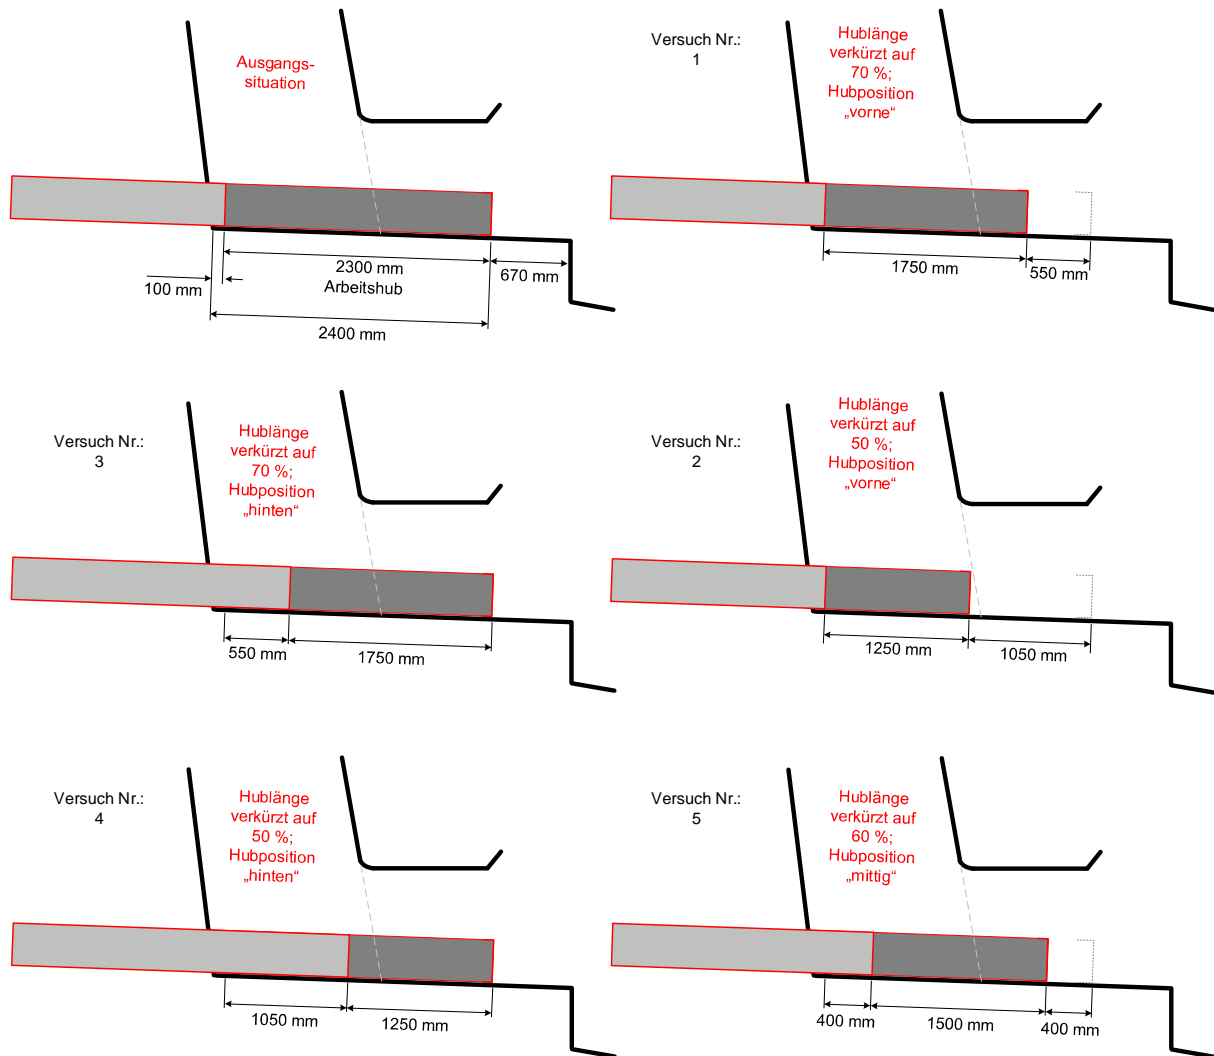 Ausgangs-
situation
2300 mm
670 mm
100 mm
Arbeitshub
2400 mm
Versuch Nr.:
1
Hublänge
verkürzt auf
70 %;
Hubposition
„vorne“
1750 mm
550 mm
Versuch Nr.:
3
Hublänge
verkürzt auf
70 %;
Hubposition
„hinten“
550 mm
1750 mm
Versuch Nr.:
2
Hublänge
verkürzt auf
50 %;
Hubposition
„vorne“
1250 mm
1050 mm
Versuch Nr.:
4
Hublänge
verkürzt auf
50 %;
Hubposition
„hinten“
1050 mm
1250 mm
Versuch Nr.:
5
Hublänge
verkürzt auf
60 %;
Hubposition
„mittig“
400 mm
1500 mm
400 mm